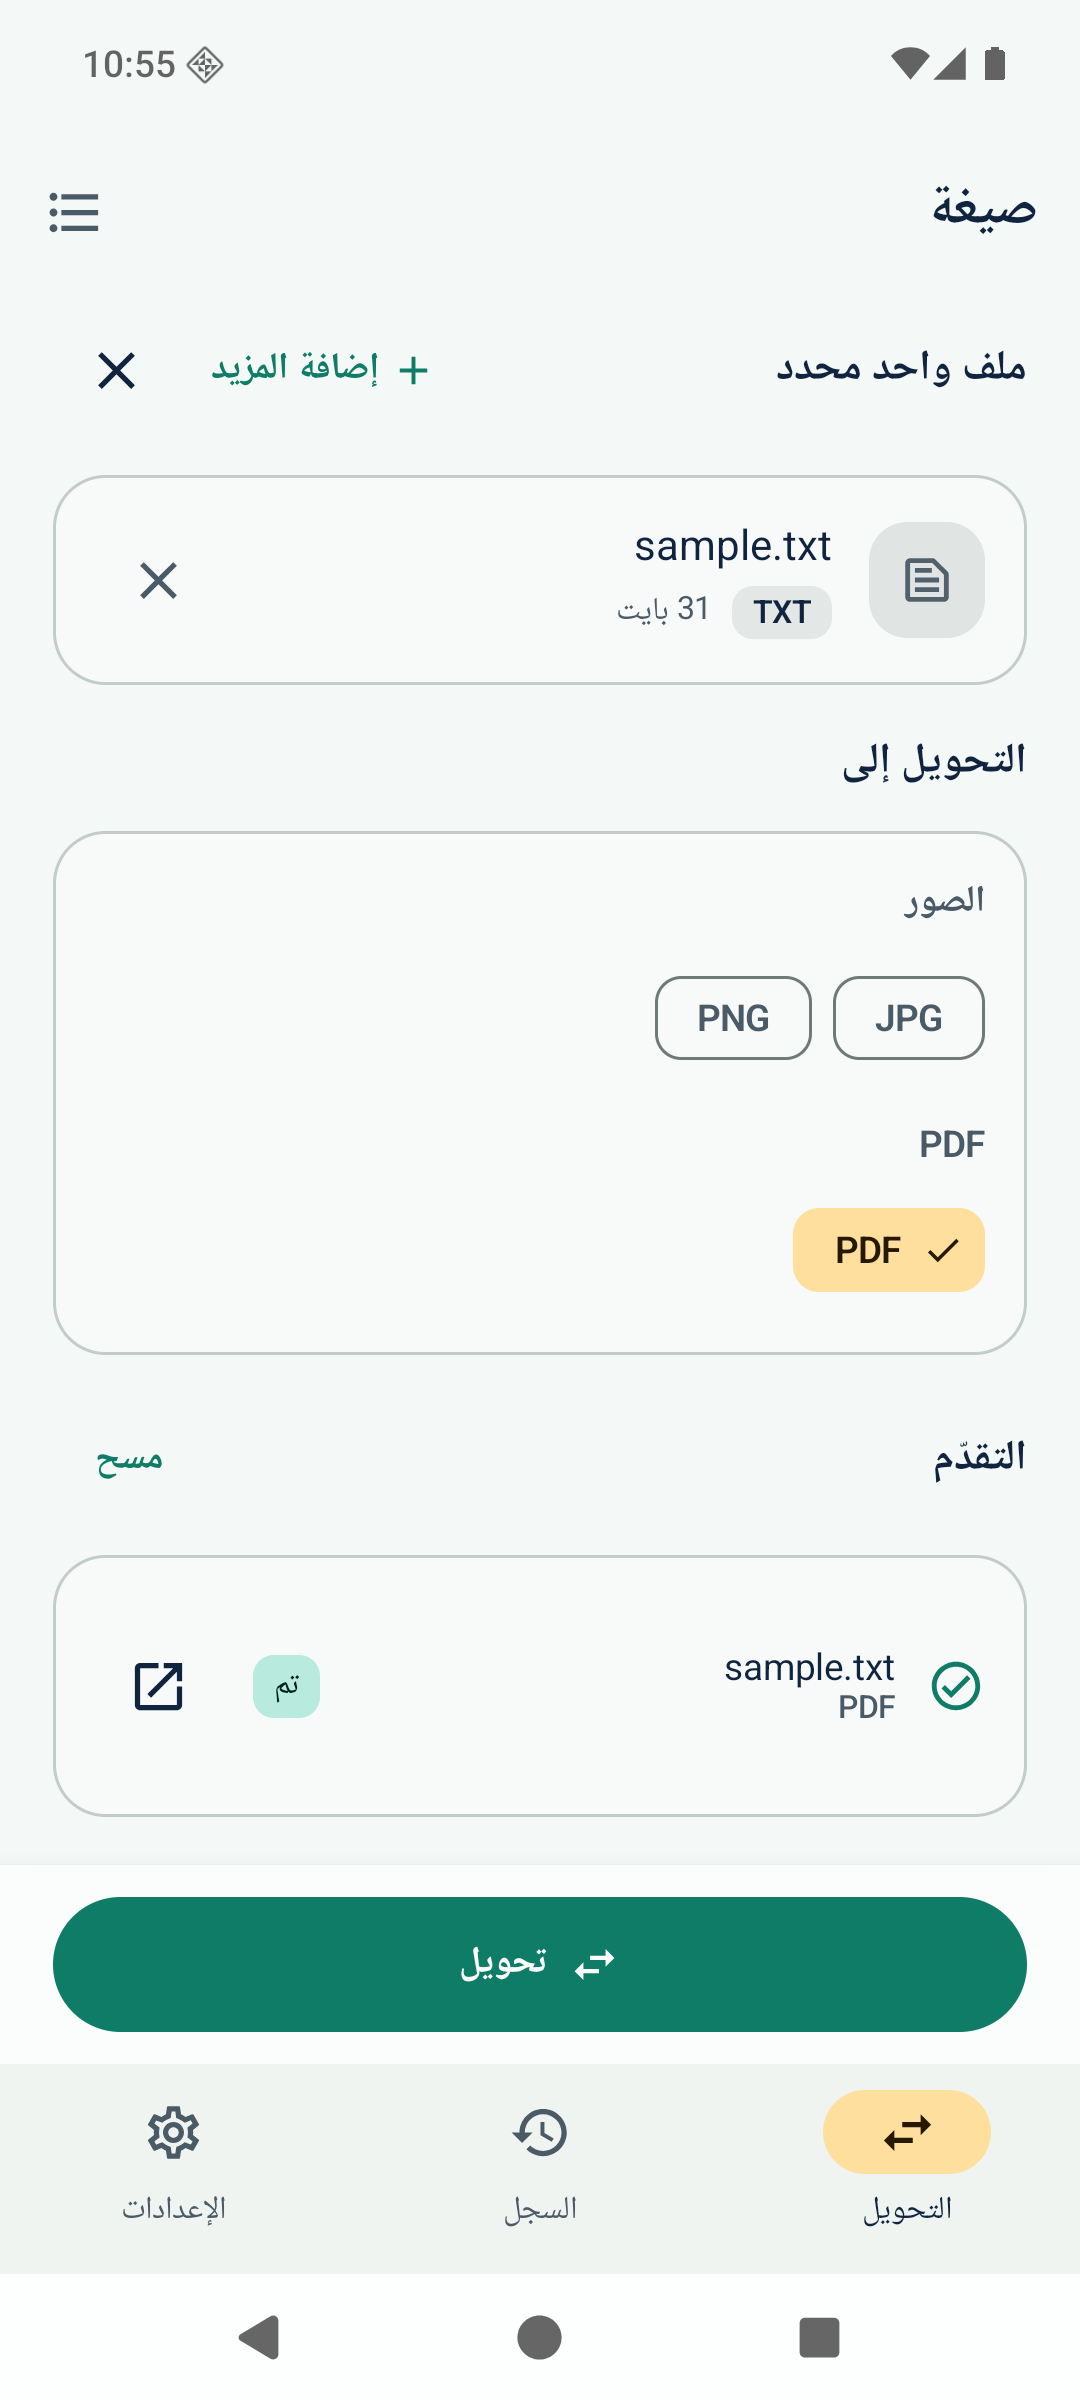 10:55
صيغة
ملف واحد محدد
إضافة المزيد
sample.txt
TXT 31 بايت
التحويل إلى
الصور
JPG PNG
PDF
PDF
التقدّم
مسح
sample.txt
PDF
تم
تحويل
التحويل
السجل
الإعدادات